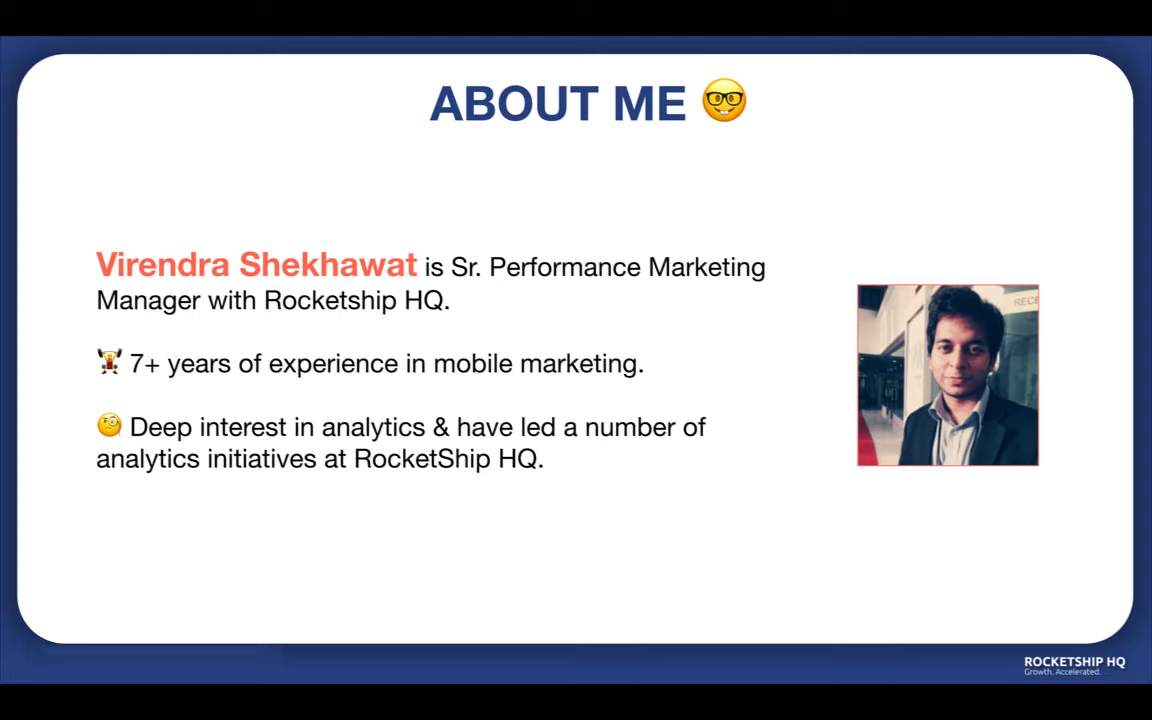 ABOUT ME 🤓
Virendra Shekhawat is Sr. Performance Marketing
Manager with Rocketship HQ.
🏋️ 7+ years of experience in mobile marketing.
🧐 Deep interest in analytics & have led a number of
analytics initiatives at RocketShip HQ.
RECE
ROCKETSHIP HQ
Growth. Accelerated.